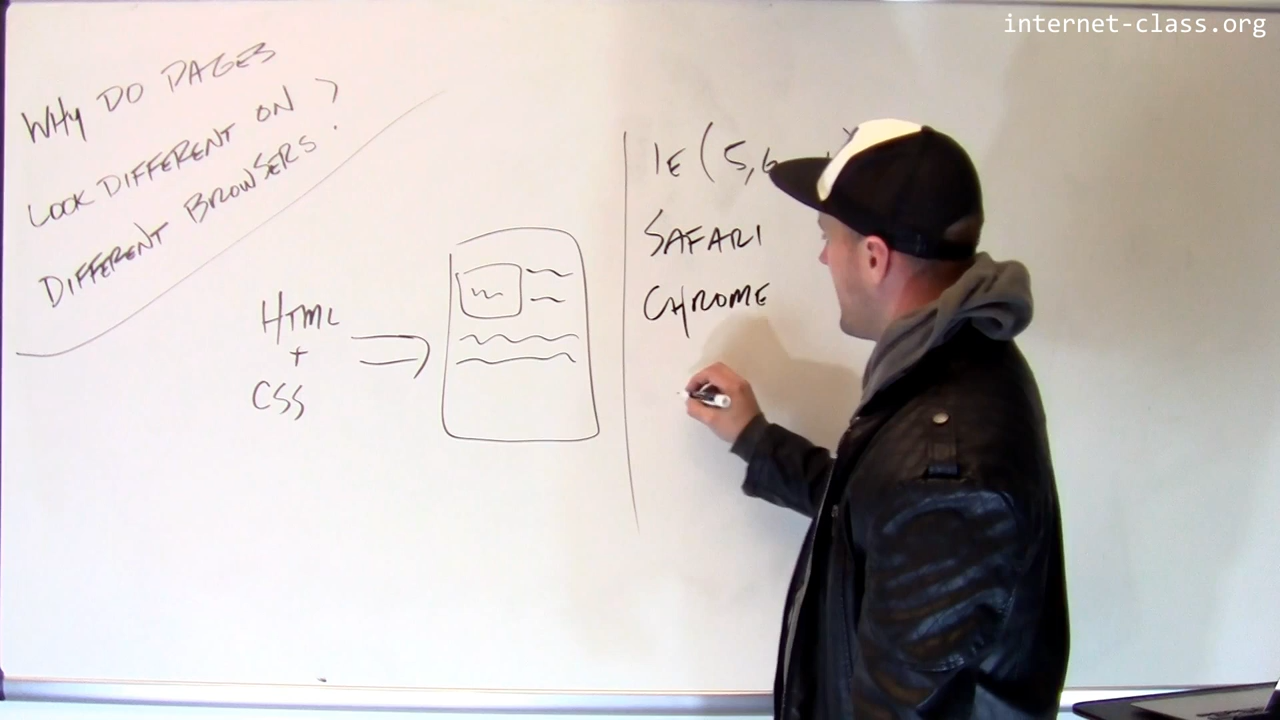 internet-class.org
WHY DO PAGES
LOOK DIFFERENT ON
DIFFERENT BROWSERS?
HTML
+
CSS
IE (5,6
SAFARI
CHROME